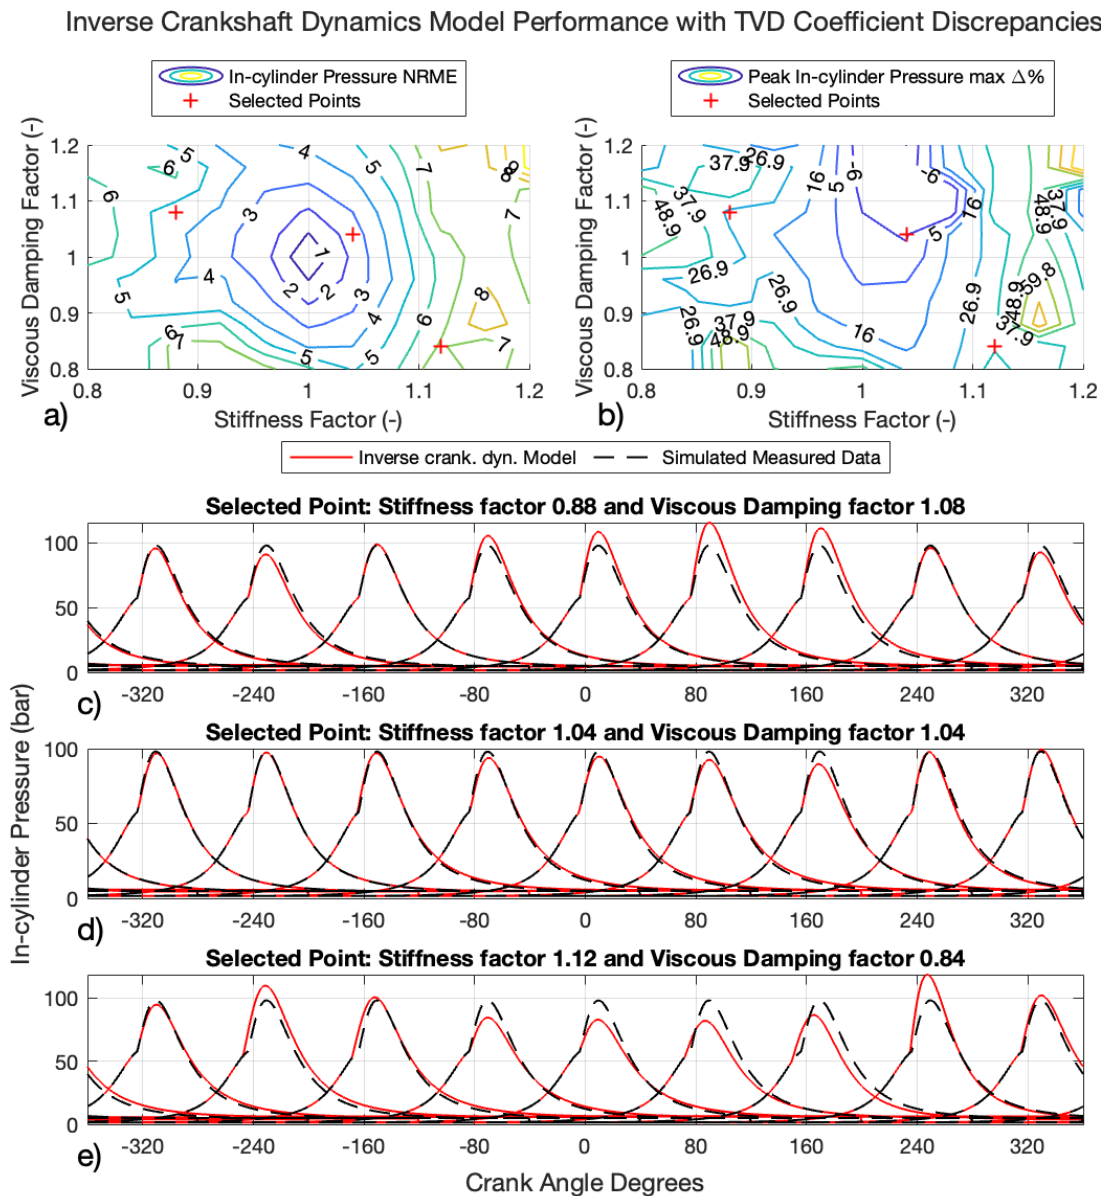 Inverse Crankshaft Dynamics Model Performance with TVD Coefficient Discrepancies
In-cylinder Pressure NRME
Selected Points
Peak In-cylinder Pressure max Δ%
Selected Points
Viscous Damping Factor (-)
1.2
1.1
1
0.9
0.8
0.8 0.9 1 1.1 1.2
Stiffness Factor (-)
a)
6 5 6 5 4 5 7 9 8
6 3 7
1
4 2 2 3
5 4 6 8
6 7 5 5 7
Viscous Damping Factor (-)
1.2
1.1
1
0.9
0.8
0.8 0.9 1 1.1 1.2
Stiffness Factor (-)
b)
37.9 26.9 16 5 -6 -6
37.9 48.9 16 37.9 48.9
-5
26.9 26.9 26.9 48.9 59.8
26.9 37.9 48.9 16 37.9
Inverse crank. dyn. Model
Simulated Measured Data
In-cylinder Pressure (bar)
Selected Point: Stiffness factor 0.88 and Viscous Damping factor 1.08
100
50
0
-320 -240 -160 -80 0 80 160 240 320
c)
Selected Point: Stiffness factor 1.04 and Viscous Damping factor 1.04
100
50
0
-320 -240 -160 -80 0 80 160 240 320
d)
Selected Point: Stiffness factor 1.12 and Viscous Damping factor 0.84
100
50
0
-320 -240 -160 -80 0 80 160 240 320
e)
Crank Angle Degrees